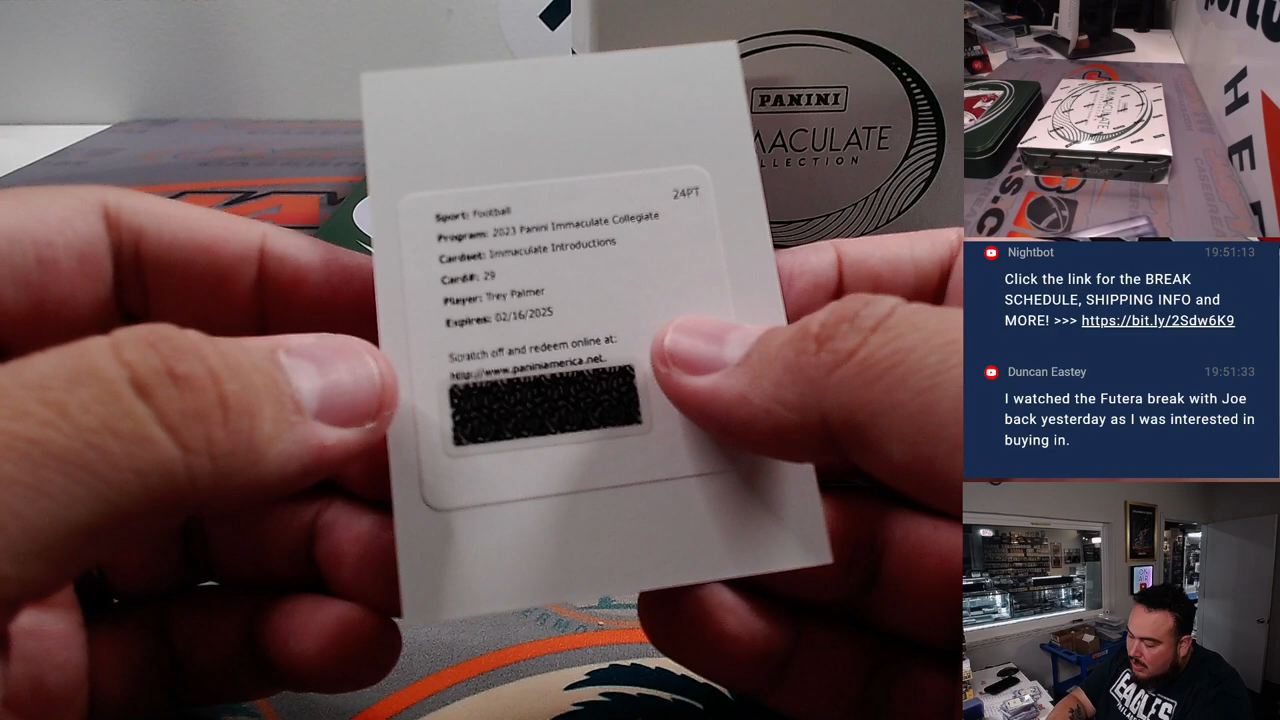 PANINI
MACULATE
LLECTION
24PT
Sport: Football
Program: 2023 Panini Immaculate Collegiate
Cardset: Immaculate Introductions
Card#: 29
Player: Trey Palmer
Expires: 02/16/2025
Scratch off and redeem online at:
http://www.paniniamerica.net.
Nightbot 19:51:13
Click the link for the BREAK
SCHEDULE, SHIPPING INFO and
MORE! >>> https://bit.ly/2Sdw6K9
Duncan Eastey 19:51:33
I watched the Futera break with Joe
back yesterday as I was interested in
buying in.
EAGLES